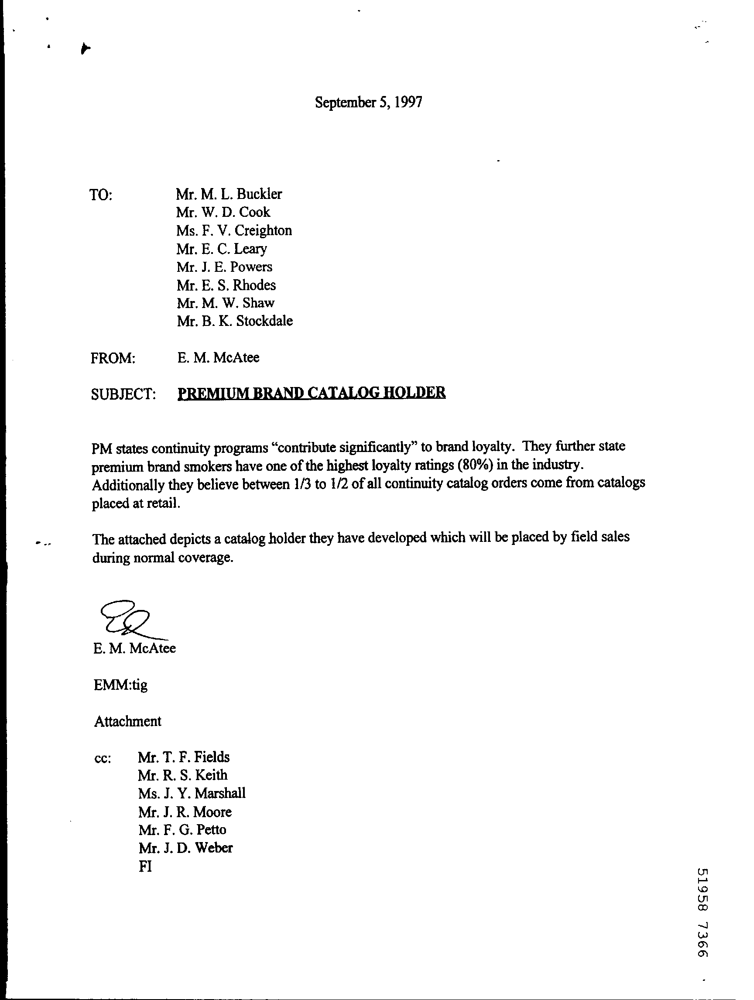 September 5, 1997
TO: Mr. M. L. Buckler
Mr. W. D. Cook
Ms. F. V. Creighton
Mr. E. C. Leary
Mr. J. E. Powers
Mr. E. S. Rhodes
Mr. M. W. Shaw
Mr. B. K. Stockdale
FROM: E. M. McAtee
SUBJECT: PREMIUM BRAND CATALOG HOLDER
PM states continuity programs “contribute significantly” to brand loyalty. They further state
premium brand smokers have one of the highest loyalty ratings (80%) in the industry.
Additionally they believe between 1/3 to 1/2 of all continuity catalog orders come from catalogs
placed at retail.
The attached depicts a catalog holder they have developed which will be placed by field sales
during normal coverage.
E. M. McAtee
EMM:tig
Attachment
cc: Mr. T. F. Fields
Mr. R. S. Keith
Ms. J. Y. Marshall
Mr. J. R. Moore
Mr. F. G. Petto
Mr. J. D. Weber
FI
51958 7366